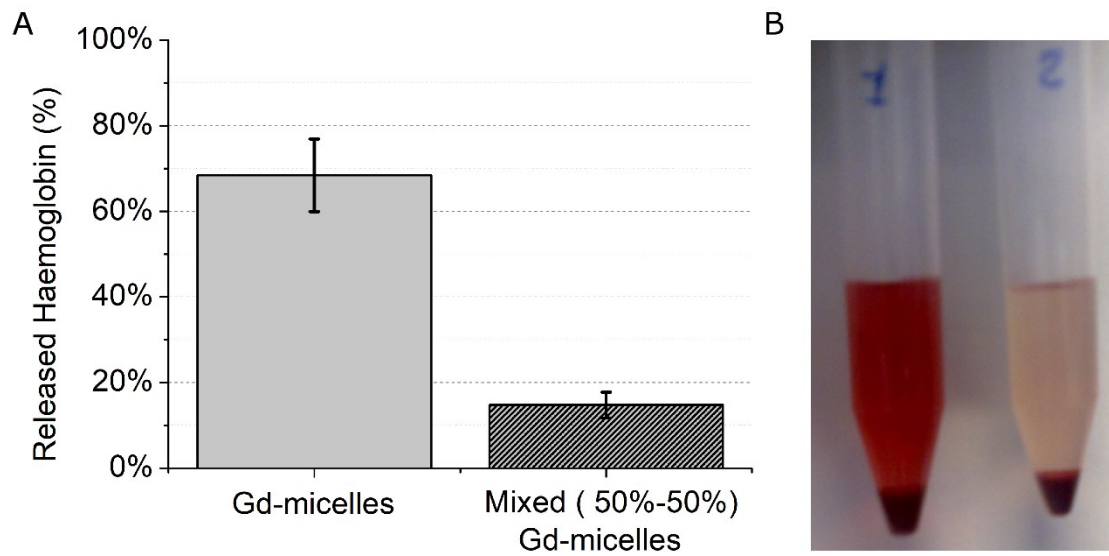 A
B
100%
80%
60%
40%
20%
0%
Released Haemoglobin (%)
Gd-micelles
Mixed ( 50%-50%)
Gd-micelles
1
2